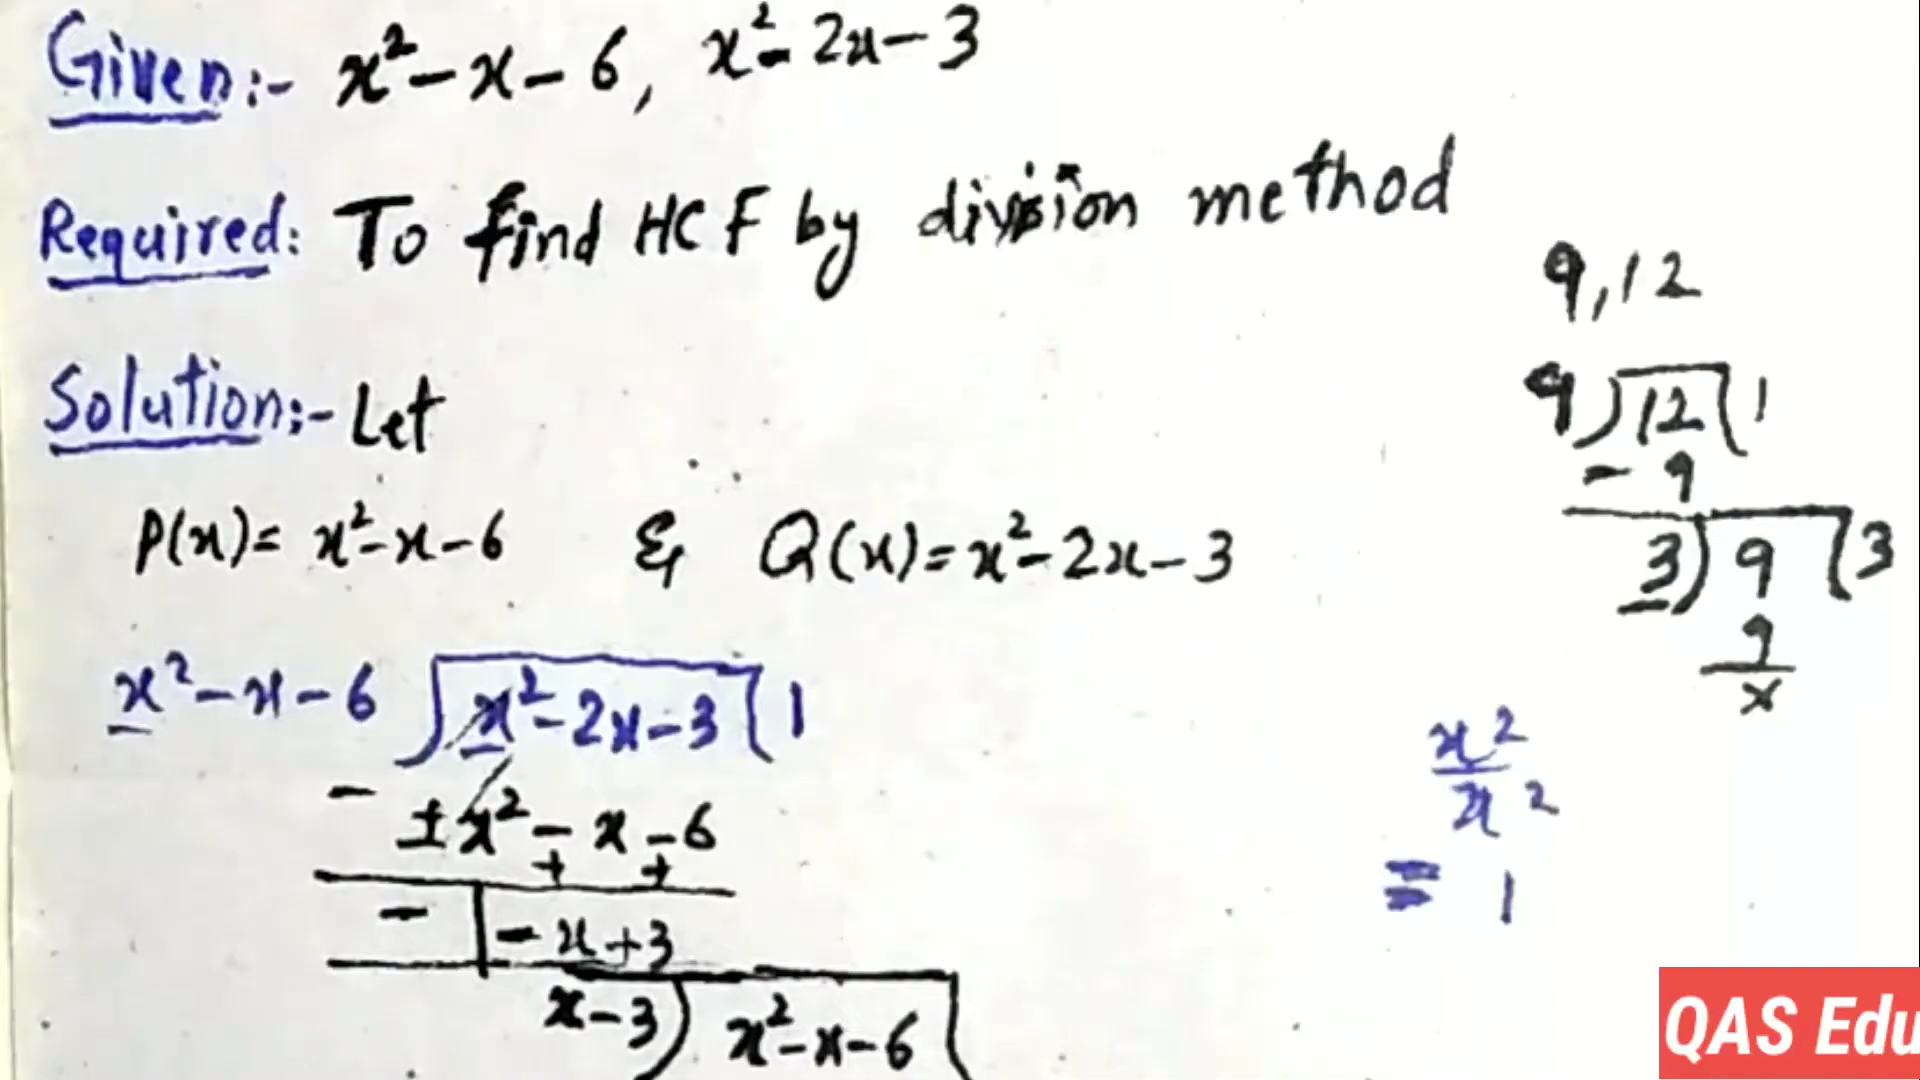 Given:- x²-x-6, x²-2x-3
Required: To find HCF by division method
Solution:- Let
P(x)= x²-x-6 & Q(x)=x²-2x-3
x²-x-6 ) x²-2x-3 ( 1
-
± x² - x - 6
+ +
- | -x+3
x-3 ) x²-x-6 (
9, 12
9 ) 12 ( 1
- 9
3 ) 9 ( 3
9
x
x²
x²
= 1
QAS Edu